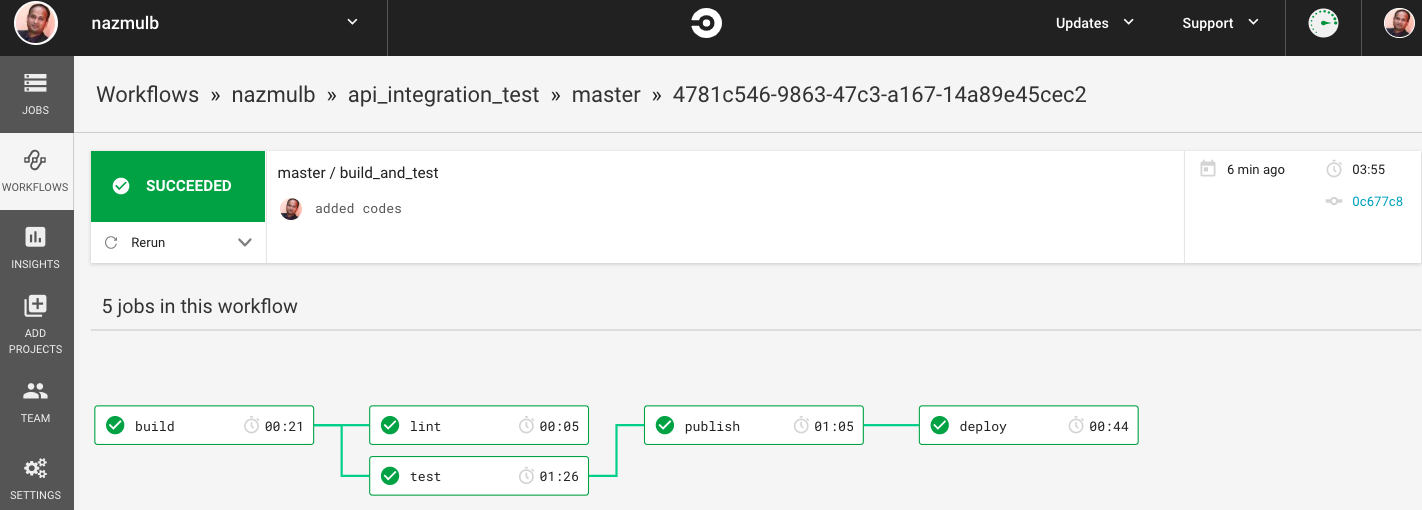 nazmulb
Updates
Support
JOBS
WORKFLOWS
INSIGHTS
ADD
PROJECTS
TEAM
SETTINGS
Workflows » nazmulb » api_integration_test » master » 4781c546-9863-47c3-a167-14a89e45cec2
SUCCEEDED
Rerun
master / build_and_test
added codes
6 min ago
03:55
0c677c8
5 jobs in this workflow
build 00:21
lint 00:05
test 01:26
publish 01:05
deploy 00:44